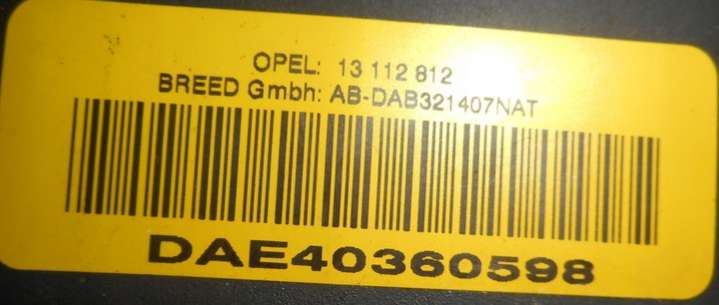 OPEL: 13 112 812
BREED Gmbh: AB-DAB321407NAT
DAE40360598